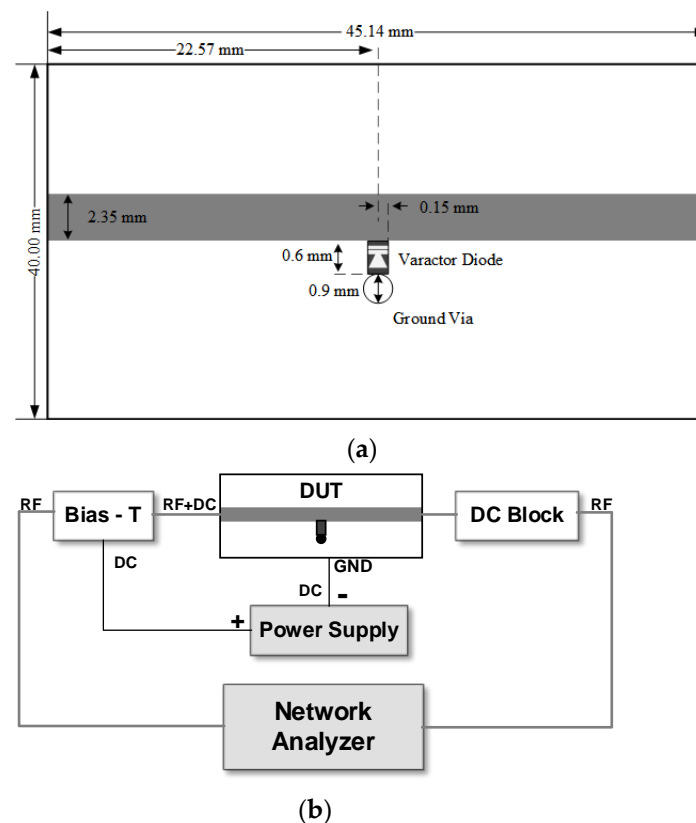 45.14 mm
22.57 mm
40.00 mm
2.35 mm
0.15 mm
0.6 mm
Varactor Diode
0.9 mm
Ground Via
(a)
RF
Bias - T
RF+DC
DUT
DC Block
RF
DC
GND
DC
-
+
Power Supply
Network
Analyzer
(b)